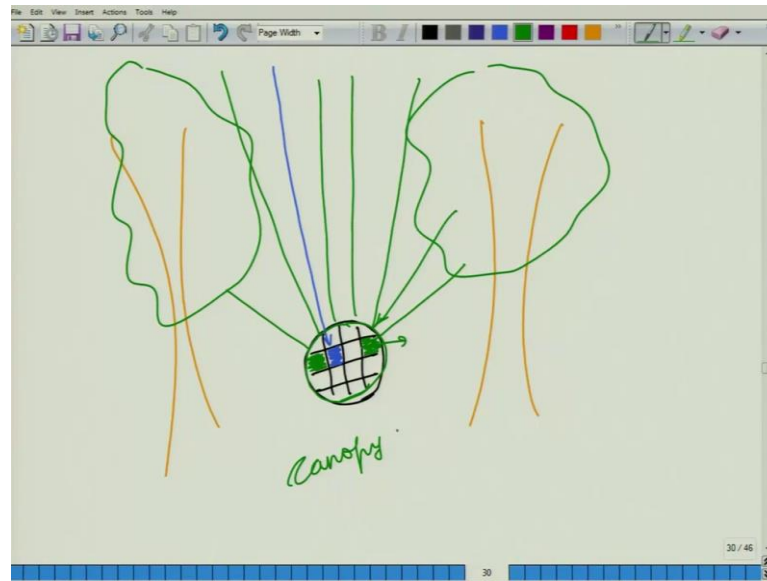 File Edit View Insert Actions Tools Help
Page Width B I
canopy
30 / 46
30